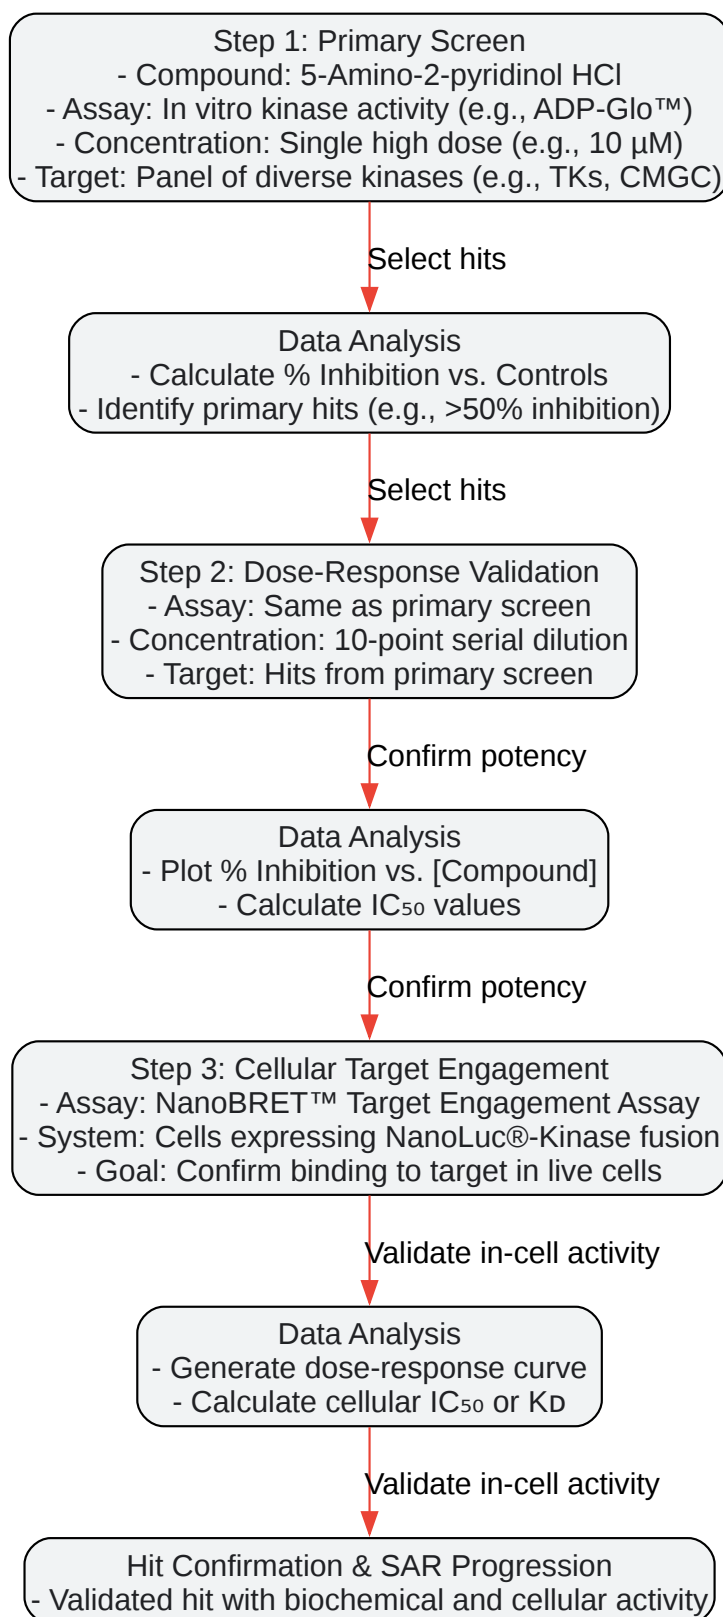 Step 1: Primary Screen
- Compound: 5-Amino-2-pyridinol HCl
- Assay: In vitro kinase activity (e.g., ADP-Glo™)
- Concentration: Single high dose (e.g., 10 µM)
- Target: Panel of diverse kinases (e.g., TKs, CMGC)
Select hits
Data Analysis
- Calculate % Inhibition vs. Controls
- Identify primary hits (e.g., >50% inhibition)
Select hits
Step 2: Dose-Response Validation
- Assay: Same as primary screen
- Concentration: 10-point serial dilution
- Target: Hits from primary screen
Confirm potency
Data Analysis
- Plot % Inhibition vs. [Compound]
- Calculate IC₅₀ values
Confirm potency
Step 3: Cellular Target Engagement
- Assay: NanoBRET™ Target Engagement Assay
- System: Cells expressing NanoLuc®-Kinase fusion
- Goal: Confirm binding to target in live cells
Validate in-cell activity
Data Analysis
- Generate dose-response curve
- Calculate cellular IC₅₀ or Kᴅ
Validate in-cell activity
Hit Confirmation & SAR Progression
- Validated hit with biochemical and cellular activity